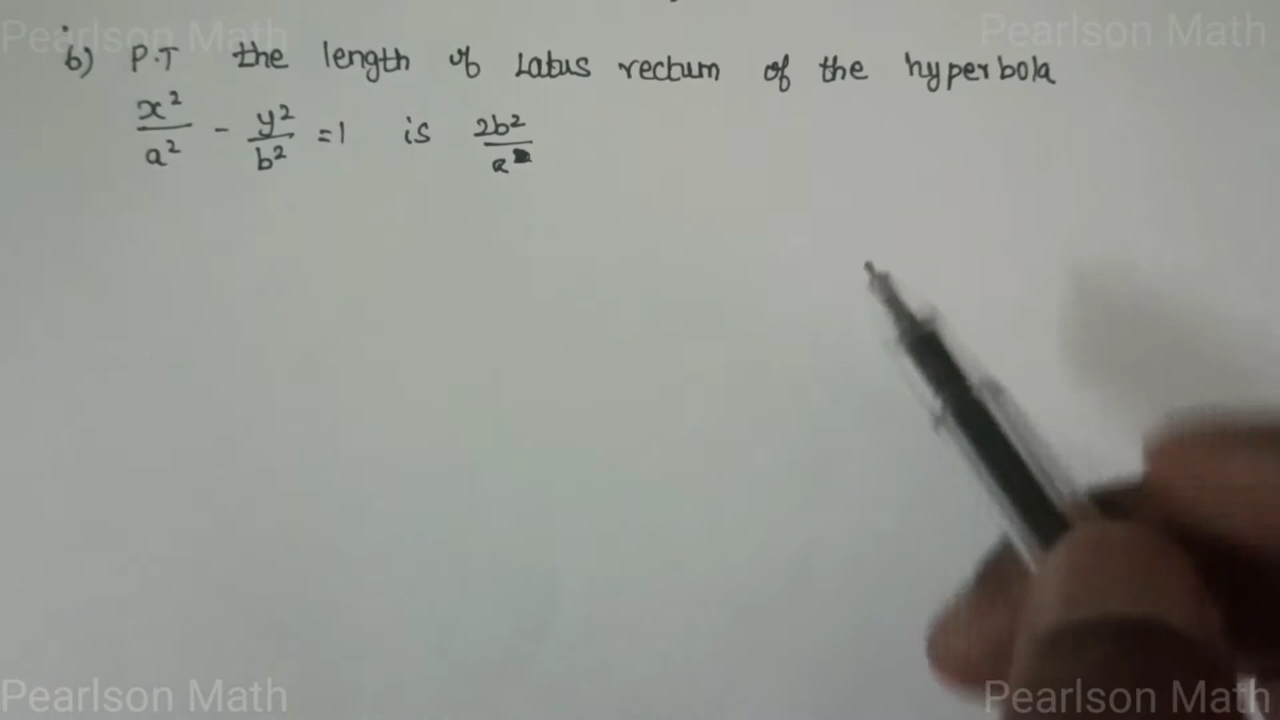 Pearlson Math Pearlson Math
6) P.T the length of Latus rectum of the hyperbola
x²/a² - y²/b² =1 is 2b²/a
Pearlson Math Pearlson Math